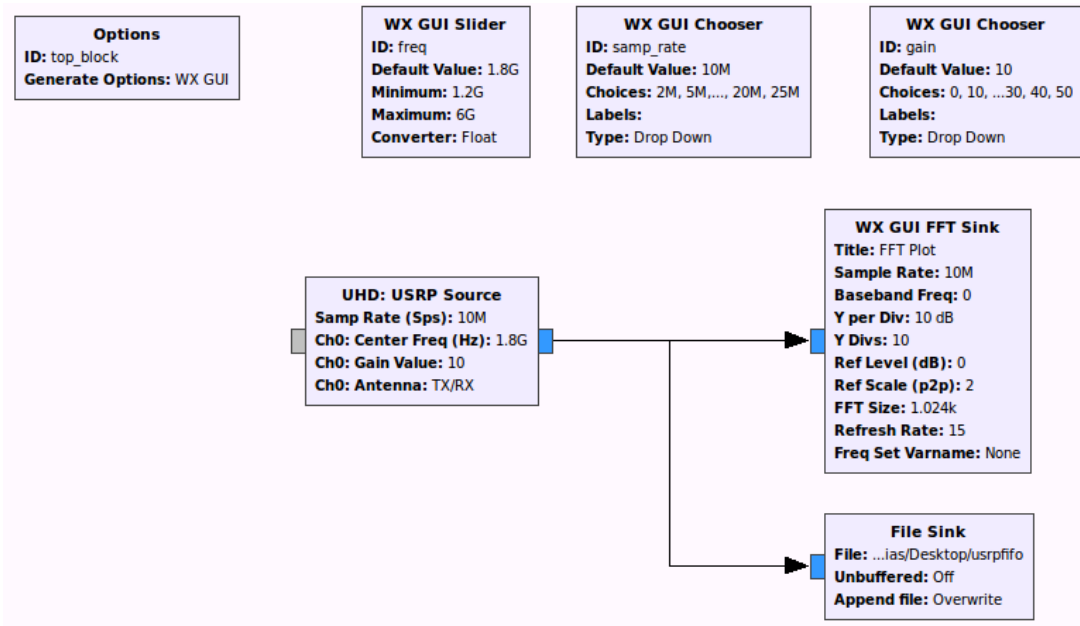 Options
ID: top_block
Generate Options: WX GUI
WX GUI Slider
ID: freq
Default Value: 1.8G
Minimum: 1.2G
Maximum: 6G
Converter: Float
WX GUI Chooser
ID: samp_rate
Default Value: 10M
Choices: 2M, 5M,..., 20M, 25M
Labels:
Type: Drop Down
WX GUI Chooser
ID: gain
Default Value: 10
Choices: 0, 10, ...30, 40, 50
Labels:
Type: Drop Down
UHD: USRP Source
Samp Rate (Sps): 10M
Ch0: Center Freq (Hz): 1.8G
Ch0: Gain Value: 10
Ch0: Antenna: TX/RX
WX GUI FFT Sink
Title: FFT Plot
Sample Rate: 10M
Baseband Freq: 0
Y per Div: 10 dB
Y Divs: 10
Ref Level (dB): 0
Ref Scale (p2p): 2
FFT Size: 1.024k
Refresh Rate: 15
Freq Set Varname: None
File Sink
File: ...ias/Desktop/usrpfifo
Unbuffered: Off
Append file: Overwrite